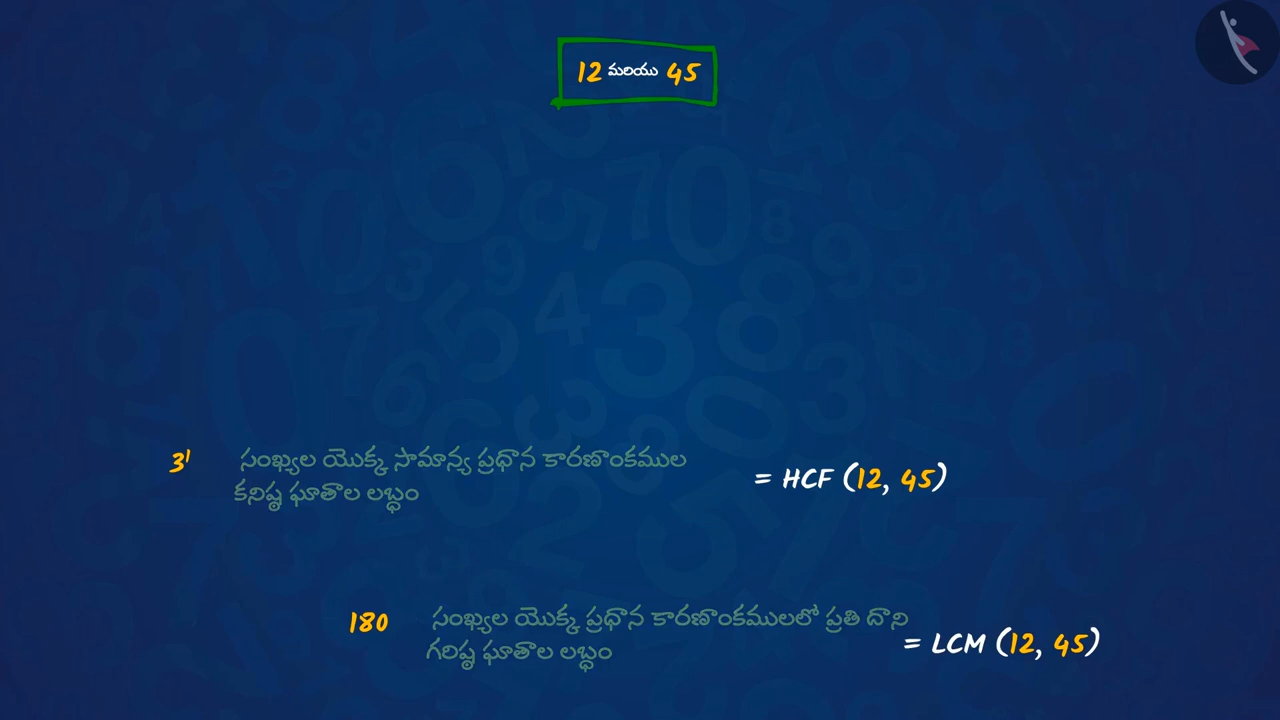 12 మరియు 45
3¹ సంఖ్యల యొక్క సామాన్య ప్రధాన కారణాంకముల
కనిష్ఠ ఘాతాల లబ్ధం
= HCF (12, 45)
180 సంఖ్యల యొక్క ప్రధాన కారణాంకములలో ప్రతి దాని
గరిష్ఠ ఘాతాల లబ్ధం
= LCM (12, 45)